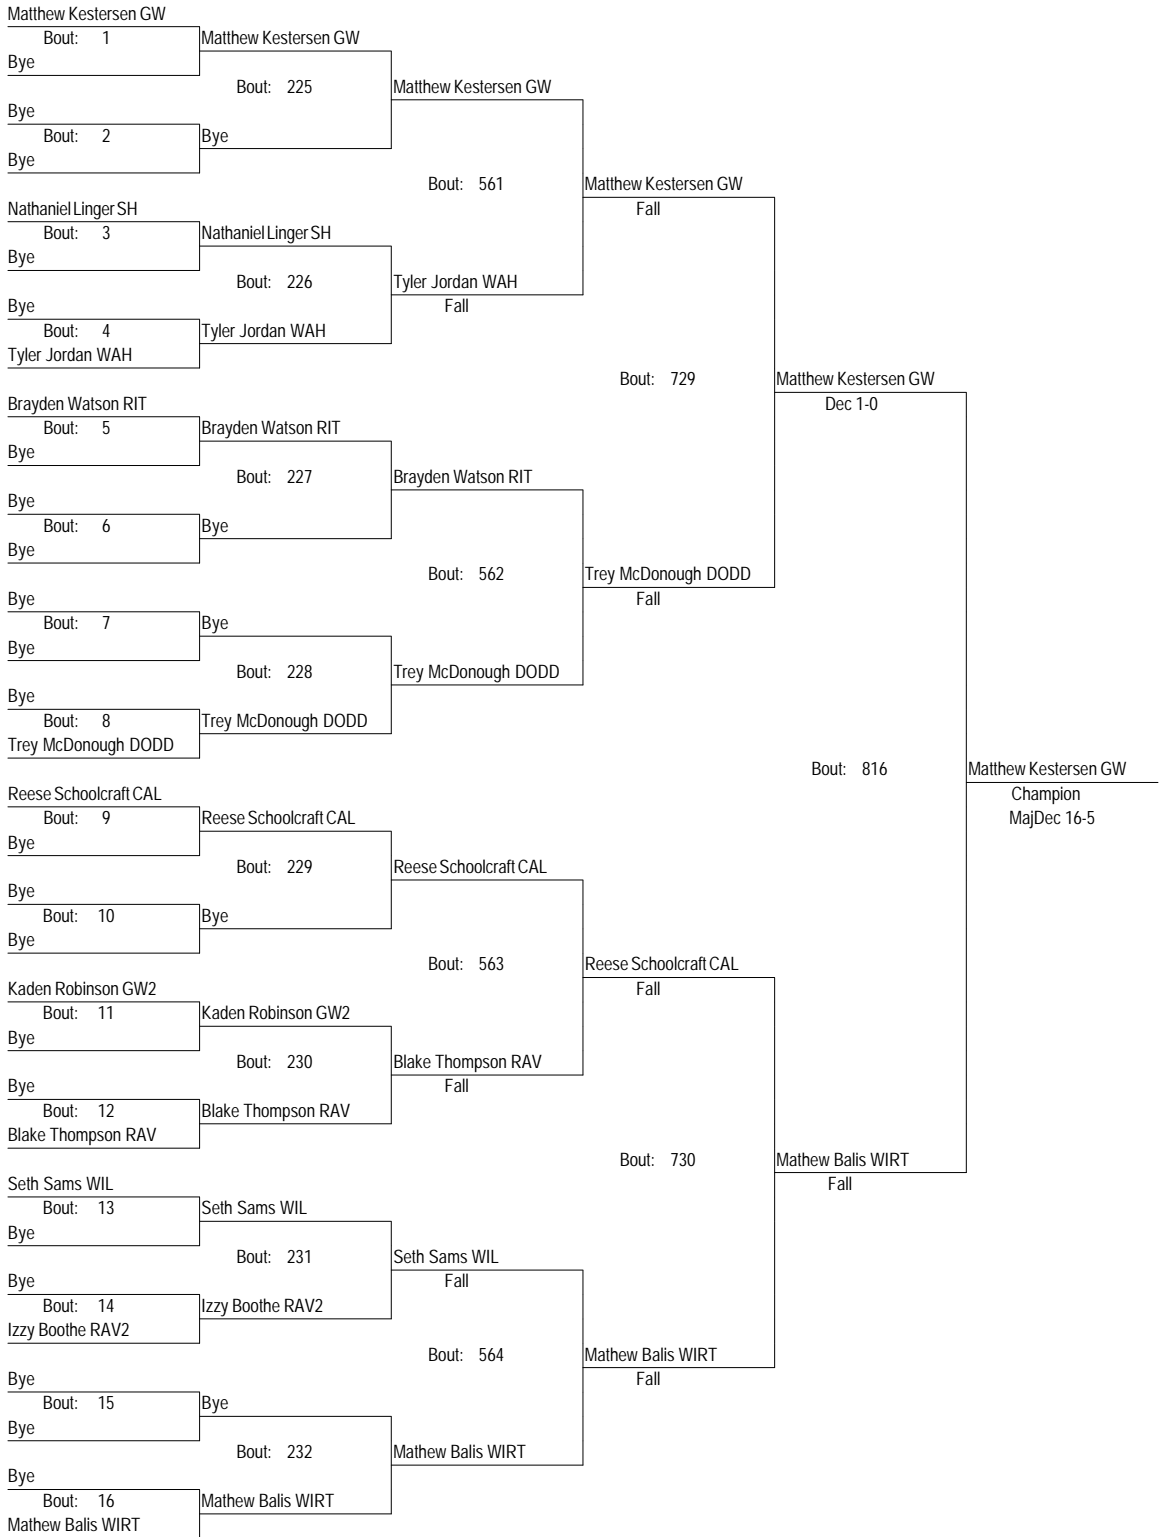 Matthew Kestersen GW
Bout: 1
Matthew Kestersen GW
Bye
Bout: 225
Matthew Kestersen GW
Bye
Bout: 2
Bye
Bye
Bout: 561
Matthew Kestersen GW
Fall
Nathaniel Linger SH
Bout: 3
Nathaniel Linger SH
Bye
Bout: 226
Tyler Jordan WAH
Fall
Bye
Bout: 4
Tyler Jordan WAH
Tyler Jordan WAH
Bout: 729
Matthew Kestersen GW
Dec 1-0
Brayden Watson RIT
Bout: 5
Brayden Watson RIT
Bye
Bout: 227
Brayden Watson RIT
Bye
Bout: 6
Bye
Bye
Bout: 562
Trey McDonough DODD
Fall
Bye
Bout: 7
Bye
Bye
Bout: 228
Trey McDonough DODD
Bye
Bout: 8
Trey McDonough DODD
Trey McDonough DODD
Bout: 816
Matthew Kestersen GW
Champion
MajDec 16-5
Reese Schoolcraft CAL
Bout: 9
Reese Schoolcraft CAL
Bye
Bout: 229
Reese Schoolcraft CAL
Bye
Bout: 10
Bye
Bye
Bout: 563
Reese Schoolcraft CAL
Fall
Kaden Robinson GW2
Bout: 11
Kaden Robinson GW2
Bye
Bout: 230
Blake Thompson RAV
Fall
Bye
Bout: 12
Blake Thompson RAV
Blake Thompson RAV
Bout: 730
Mathew Balis WIRT
Fall
Seth Sams WIL
Bout: 13
Seth Sams WIL
Bye
Bout: 231
Seth Sams WIL
Fall
Bye
Bout: 14
Izzy Boothe RAV2
Izzy Boothe RAV2
Bout: 564
Mathew Balis WIRT
Fall
Bye
Bout: 15
Bye
Bye
Bout: 232
Mathew Balis WIRT
Bye
Bout: 16
Mathew Balis WIRT
Mathew Balis WIRT